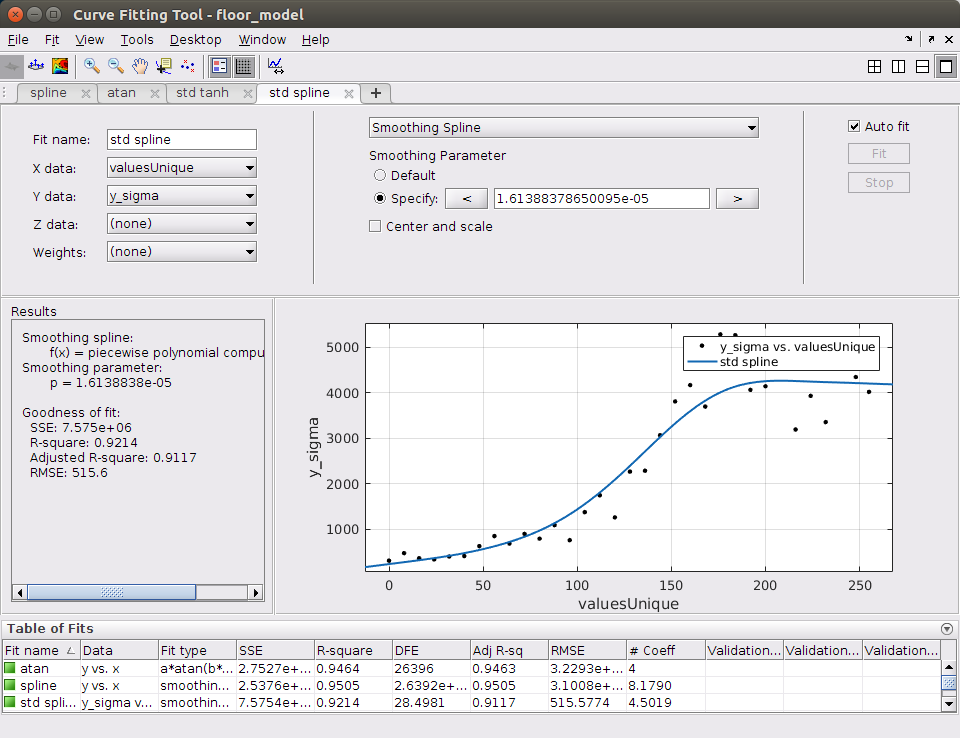 Curve Fitting Tool - floor_model
File Fit View Tools Desktop Window Help
spline atan std tanh std spline
Fit name: std spline
X data: valuesUnique
Y data: y_sigma
Z data: (none)
Weights: (none)
Smoothing Spline
Smoothing Parameter
Default
Specify: < 1.61388378650095e-05 >
Center and scale
Auto fit
Fit
Stop
Results
Smoothing spline:
f(x) = piecewise polynomial compu
Smoothing parameter:
p = 1.6138838e-05
Goodness of fit:
SSE: 7.575e+06
R-square: 0.9214
Adjusted R-square: 0.9117
RMSE: 515.6
y_sigma vs. valuesUnique
std spline
5000
4000
3000
2000
1000
y_sigma
0 50 100 150 200 250
valuesUnique
Table of Fits
Fit name Data Fit type SSE R-square DFE Adj R-sq RMSE # Coeff Validation... Validation... Validation...
atan y vs. x a*atan(b*... 2.7527e+... 0.9464 26396 0.9463 3.2293e+... 4
spline y vs. x smoothin... 2.5376e+... 0.9505 2.6392e+... 0.9505 3.1008e+... 8.1790
std spli... y_sigma v... smoothin... 7.5754e+... 0.9214 28.4981 0.9117 515.5774 4.5019